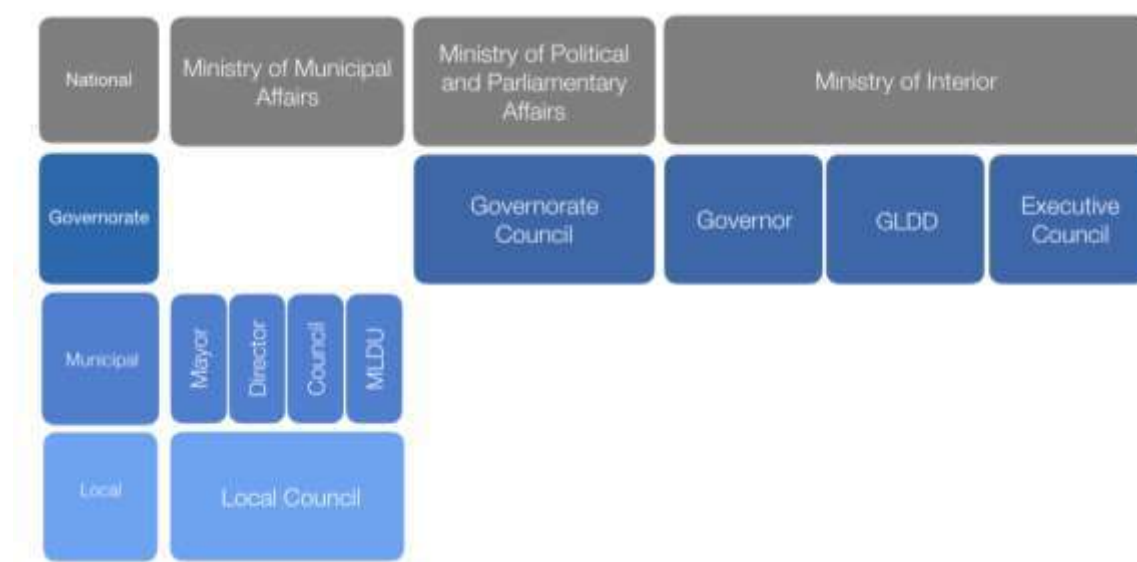 National
Ministry of Municipal
Affairs
Ministry of Political
and Parliamentary
Affairs
Ministry of Interior
Governorate
Governorate
Council
Governor
GLDD
Executive
Council
Municipal
Mayor
Director
Council
MLDU
Local
Local Council